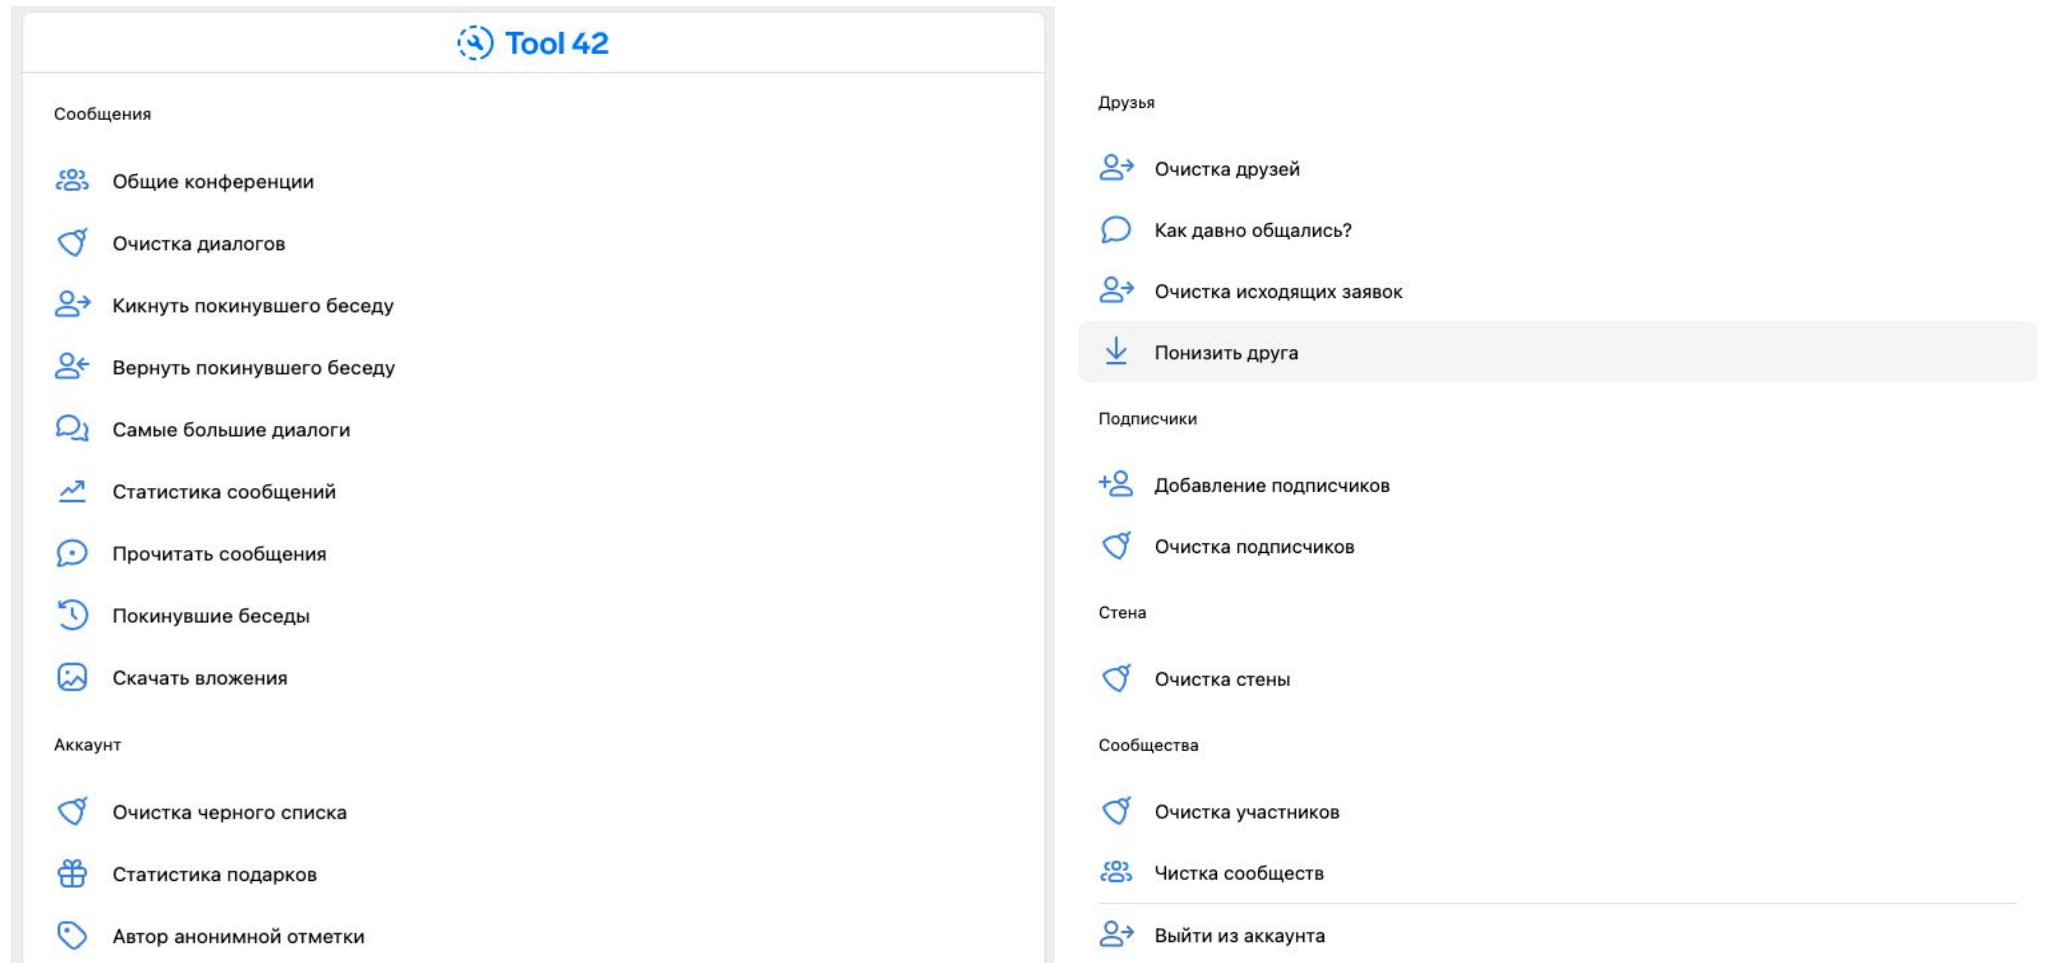 Tool 42
Сообщения
Общие конференции
Очистка диалогов
Кикнуть покинувшего беседу
Вернуть покинувшего беседу
Самые большие диалоги
Статистика сообщений
Прочитать сообщения
Покинувшие беседы
Скачать вложения
Аккаунт
Очистка черного списка
Статистика подарков
Автор анонимной отметки
Друзья
Очистка друзей
Как давно общались?
Очистка исходящих заявок
Понизить друга
Подписчики
Добавление подписчиков
Очистка подписчиков
Стена
Очистка стены
Сообщества
Очистка участников
Чистка сообществ
Выйти из аккаунта